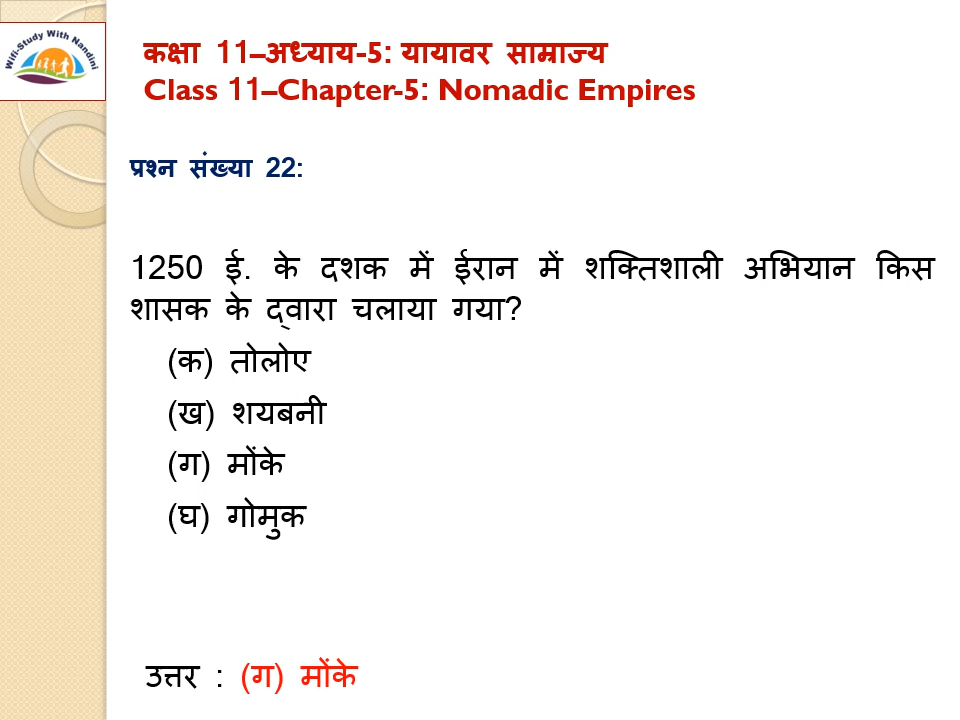 Wifi-Study With Nandini
कक्षा 11–अध्याय-5: यायावर साम्राज्य
Class 11–Chapter-5: Nomadic Empires
प्रश्न संख्या 22:
1250 ई. के दशक में ईरान में शक्तिशाली अभियान किस
शासक के द्वारा चलाया गया?
(क) तोलोए
(ख) शयबनी
(ग) मोंके
(घ) गोमुक
उत्तर : (ग) मोंके